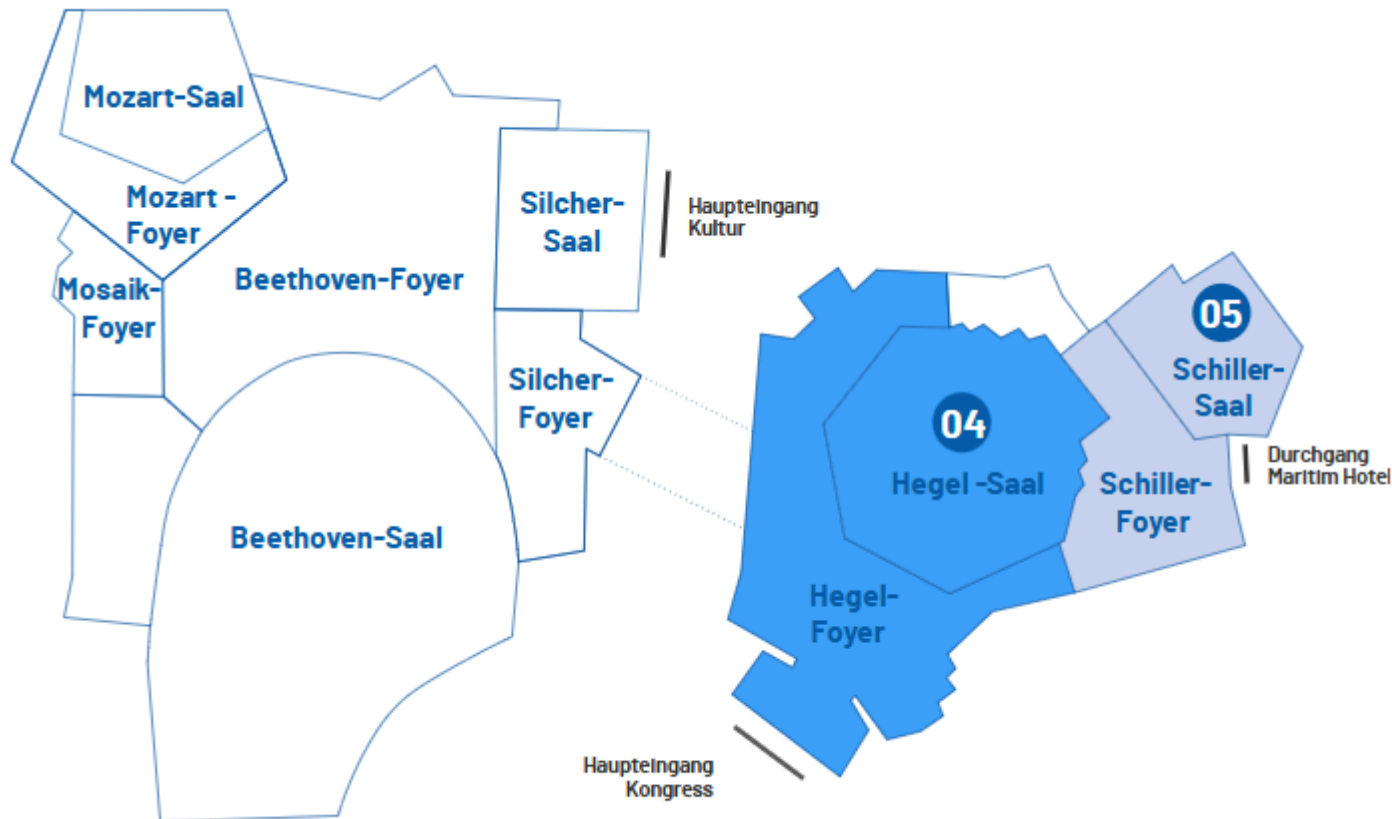 Mozart-Saal
Mozart -
Foyer
Mosaik-
Foyer
Beethoven-Foyer
Silcher-
Saal
Haupteingang
Kultur
Silcher-
Foyer
Beethoven-Saal
05
Schiller-
Saal
04
Hegel -Saal
Durchgang
Maritim Hotel
Schiller-
Foyer
Hegel-
Foyer
Haupteingang
Kongress